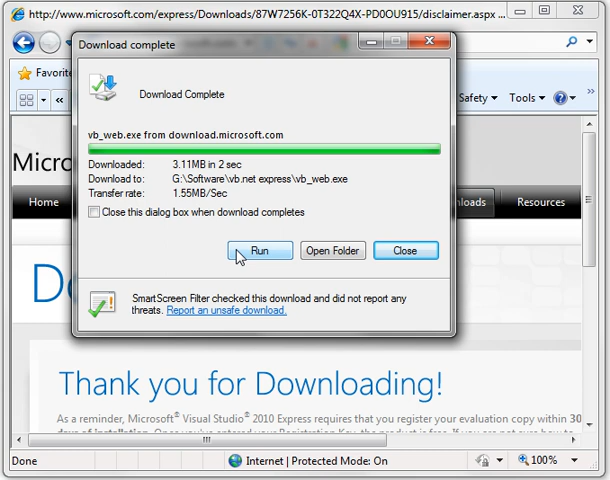 http://www.microsoft.com/express/Downloads/87W7256K-0T322Q4X-PD0OU915/disclaimer.aspx ...
Download complete
Favorite
Download Complete
vb_web.exe from download.microsoft.com
Downloaded: 3.11MB in 2 sec
Download to: G:\Software\vb.net express\vb_web.exe
Transfer rate: 1.55MB/Sec
Close this dialog box when download completes
Run Open Folder Close
SmartScreen Filter checked this download and did not report any
threats. Report an unsafe download.
« Safety Tools »
Micro
Home nloads Resources
Do
Thank you for Downloading!
As a reminder, Microsoft® Visual Studio® 2010 Express requires that you register your evaluation copy within 30
Done Internet | Protected Mode: On 100%